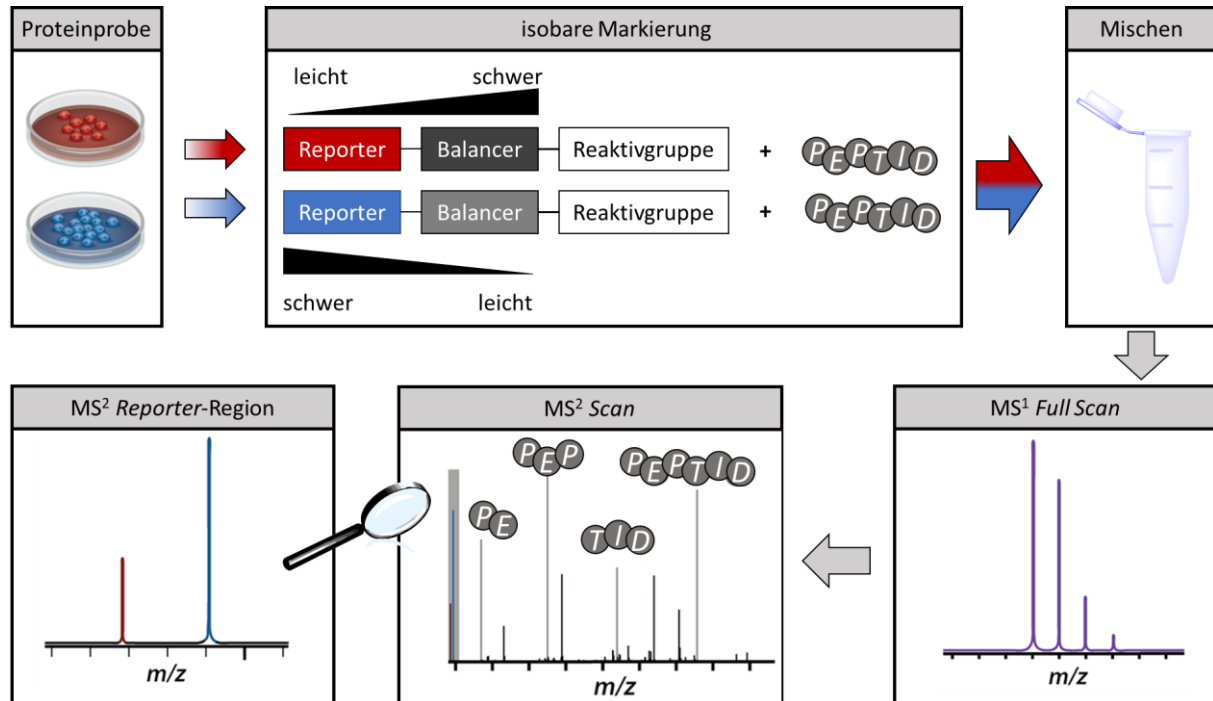 Proteinprobe
isobare Markierung
Mischen
leicht schwer
Reporter Balancer Reaktivgruppe + PEPTID
Reporter Balancer Reaktivgruppe + PEPTID
schwer leicht
MS² Reporter-Region
MS² Scan
MS¹ Full Scan
PEP PEPTID
PE
TID
m/z
m/z
m/z